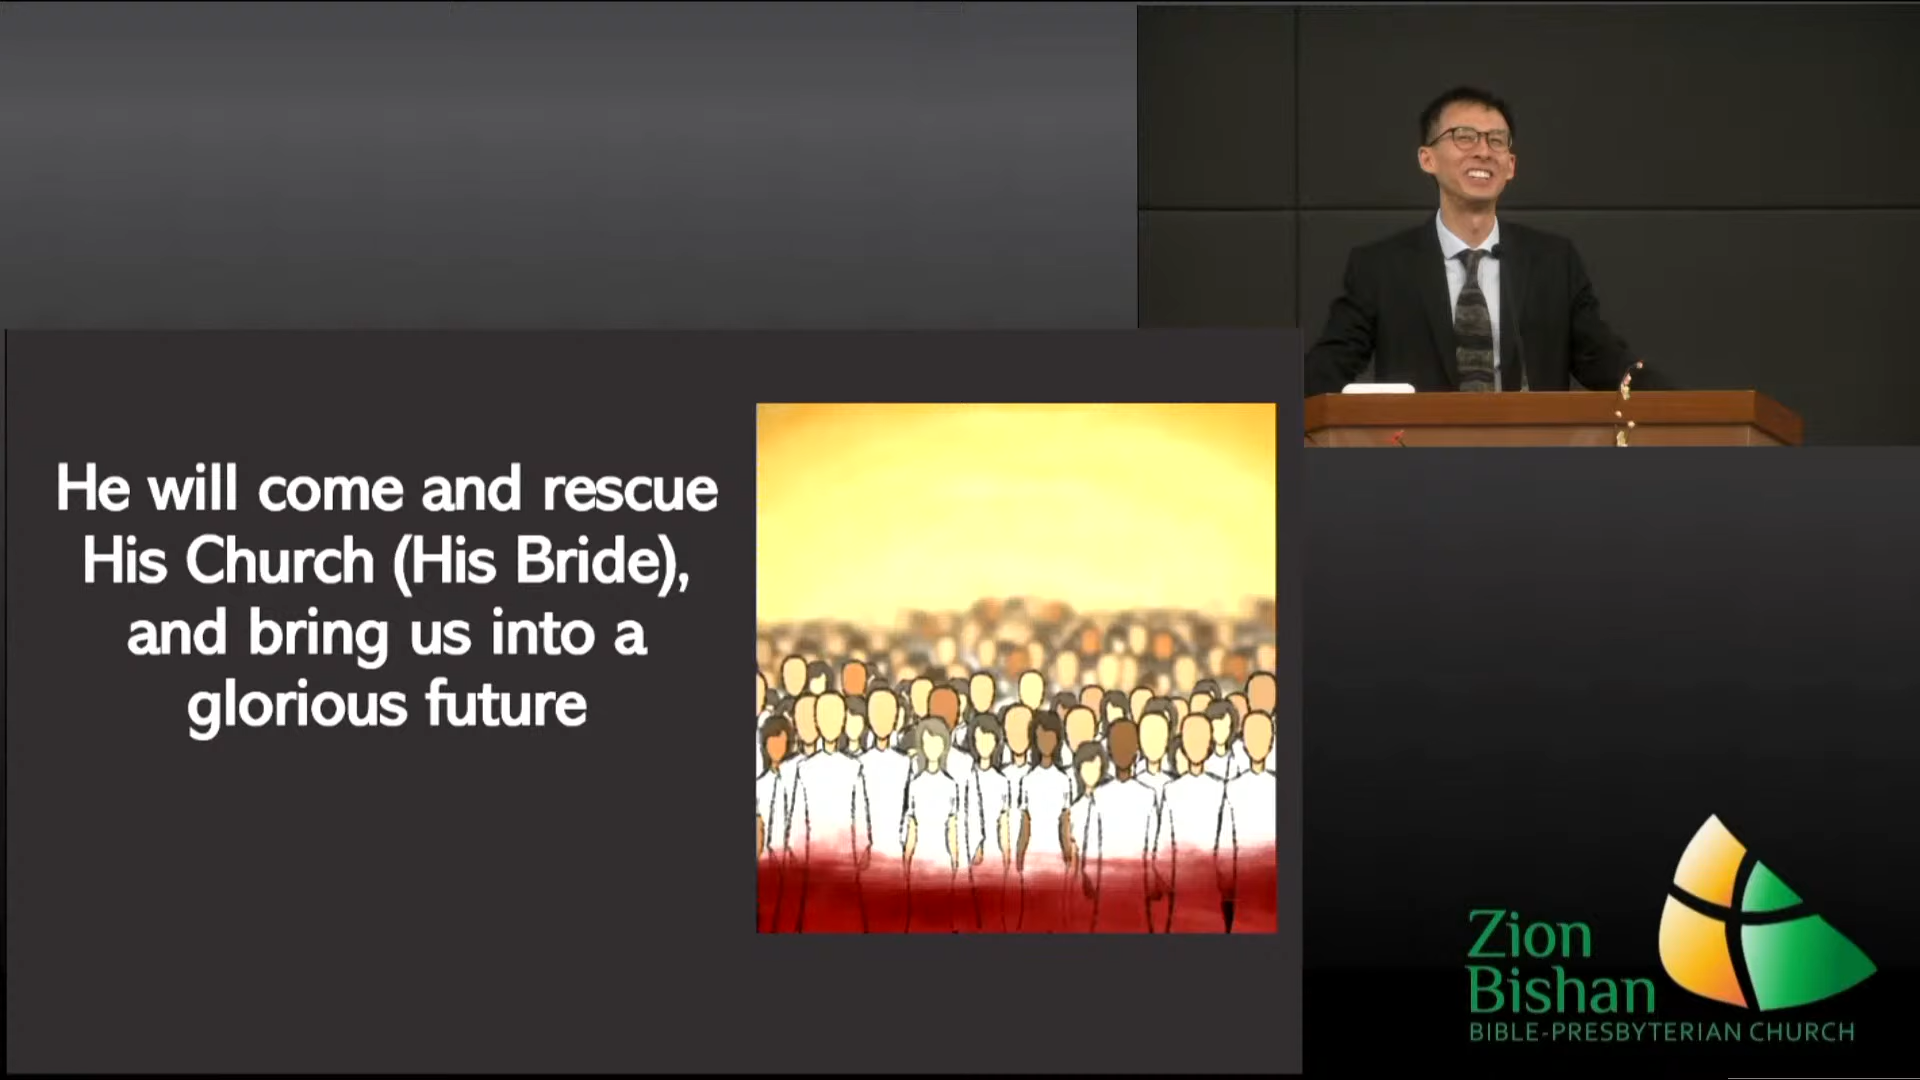 He will come and rescue
His Church (His Bride),
and bring us into a
glorious future
Zion
Bishan
BIBLE-PRESBYTERIAN CHURCH